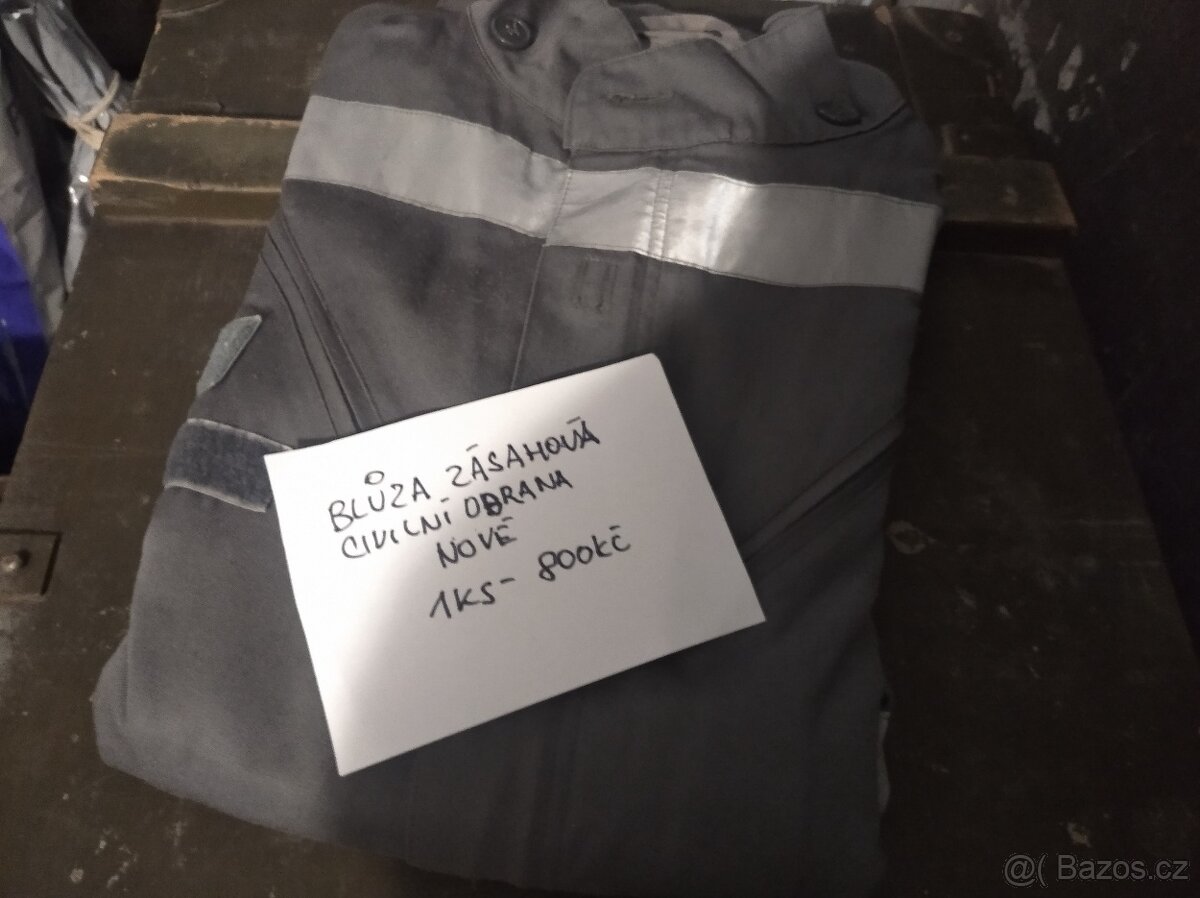 BLŮZA ZÁSAHOVÁ
CIVILNÍ OBRANA
NOVÉ
1KS - 800KČ
@( Bazos.cz